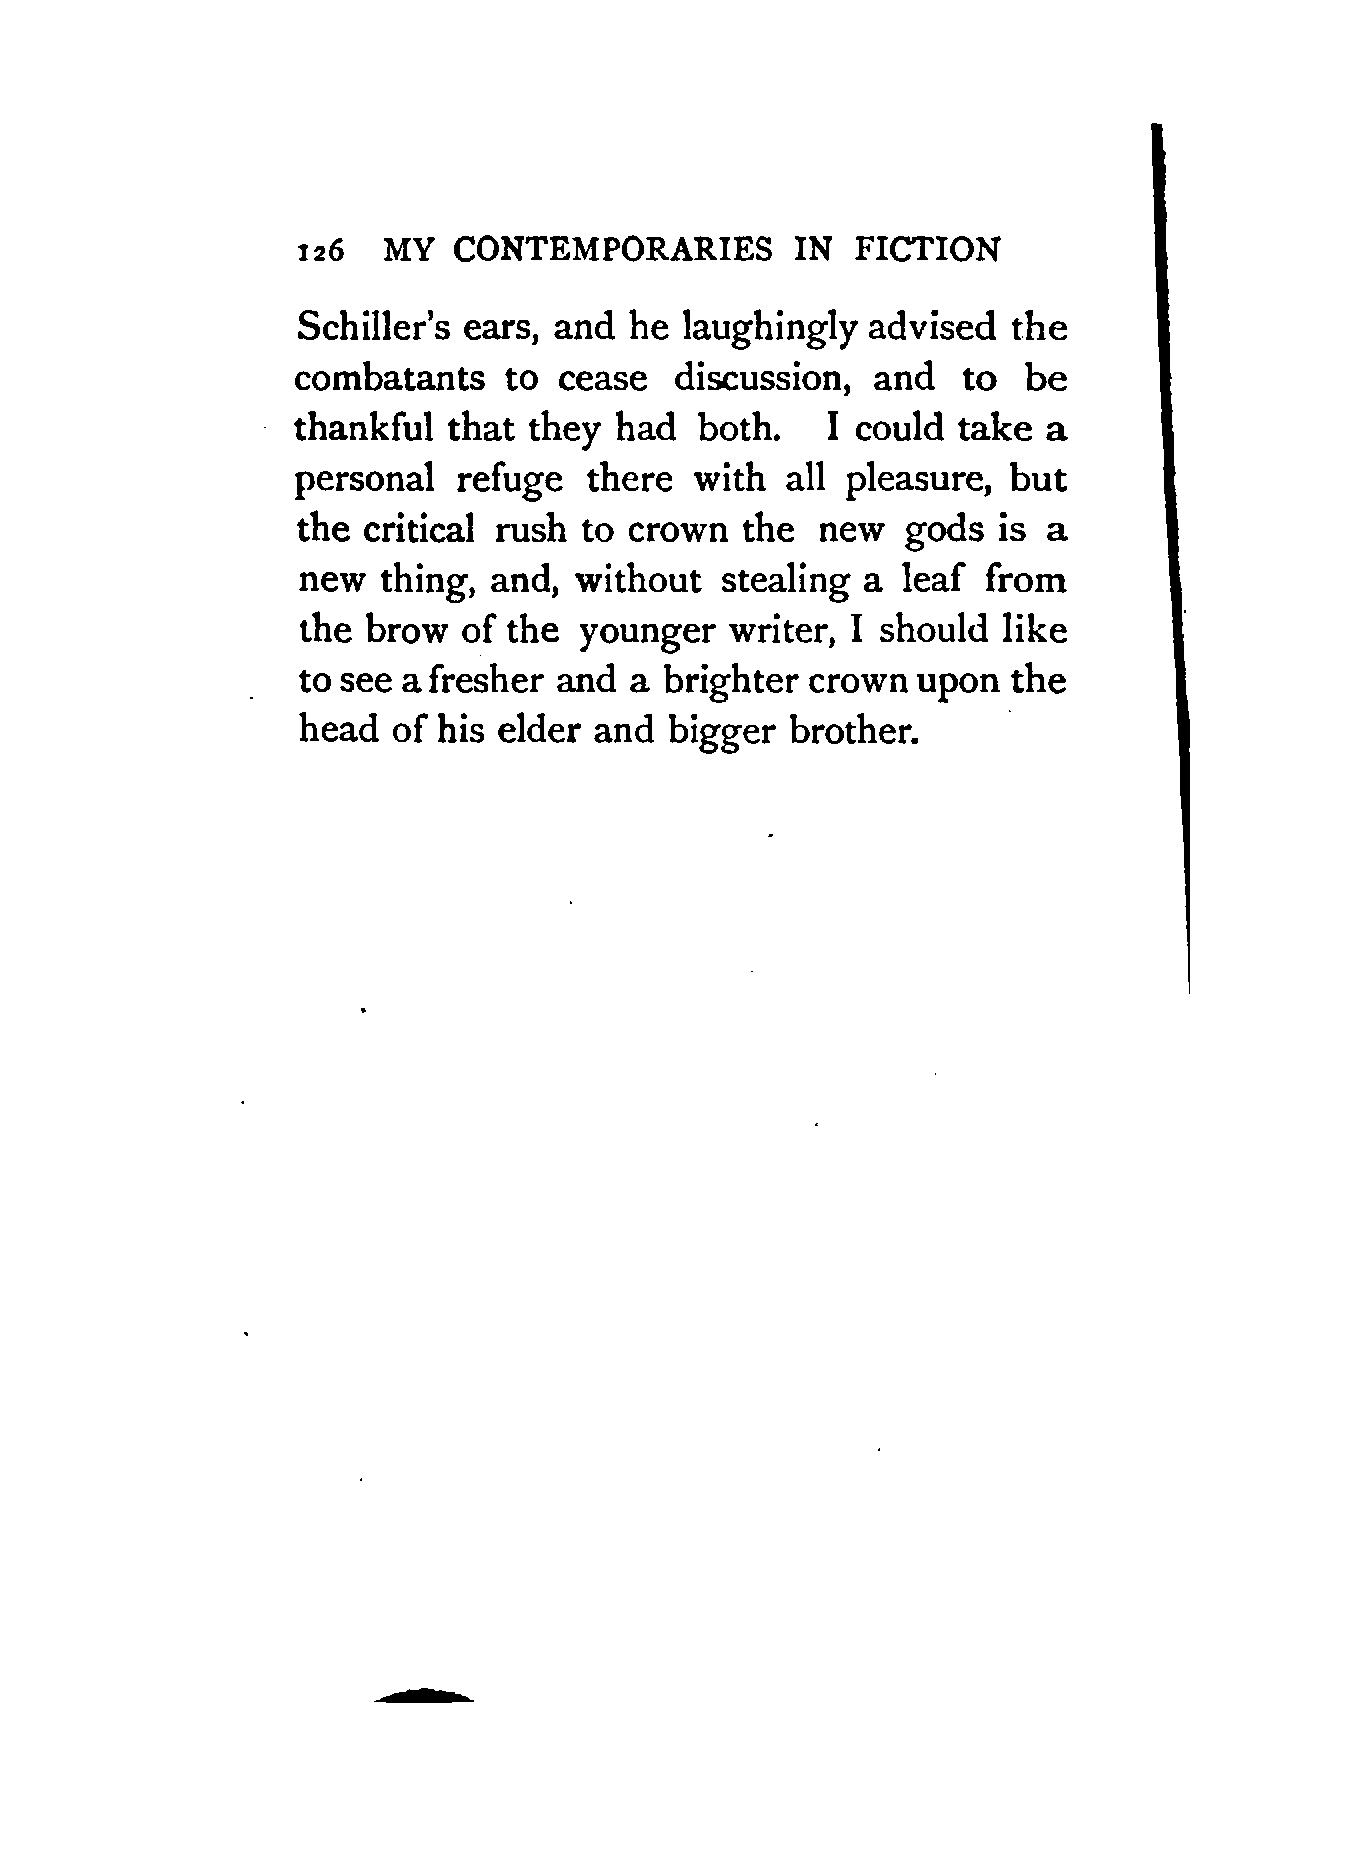 126 MY CONTEMPORARIES IN FICTION
Schiller's ears, and he laughingly advised the
combatants to cease discussion, and to be
thankful that they had both. I could take a
personal refuge there with all pleasure, but
the critical rush to crown the new gods is a
new thing, and, without stealing a leaf from
the brow of the younger writer, I should like
to see a fresher and a brighter crown upon the
head of his elder and bigger brother.